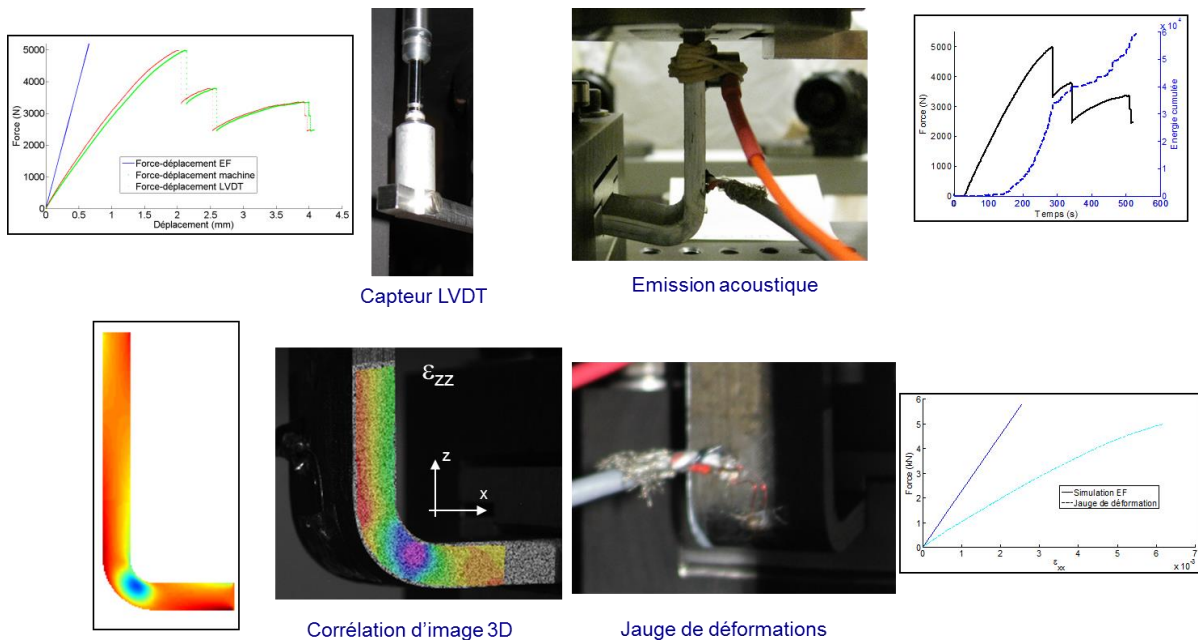 5000
4000
3000
2000
1000
0
Force (N)
Force-déplacement EF
Force-déplacement machine
Force-déplacement LVDT
0 0.5 1 1.5 2 2.5 3 3.5 4 4.5
Déplacement (mm)
Capteur LVDT
Emission acoustique
x 10⁴
5000
4000
3000
2000
1000
0
Force (N)
6
5
4
3
2
1
0
Energie cumulée
0 100 200 300 400 500 600
Temps (s)
εzz
z
x
Corrélation d’image 3D
Jauge de déformations
6
5
4
3
2
1
0
Force (kN)
Simulation EF
Jauge de déformation
0 1 2 3 4 5 6 7
εxx
x 10⁻³